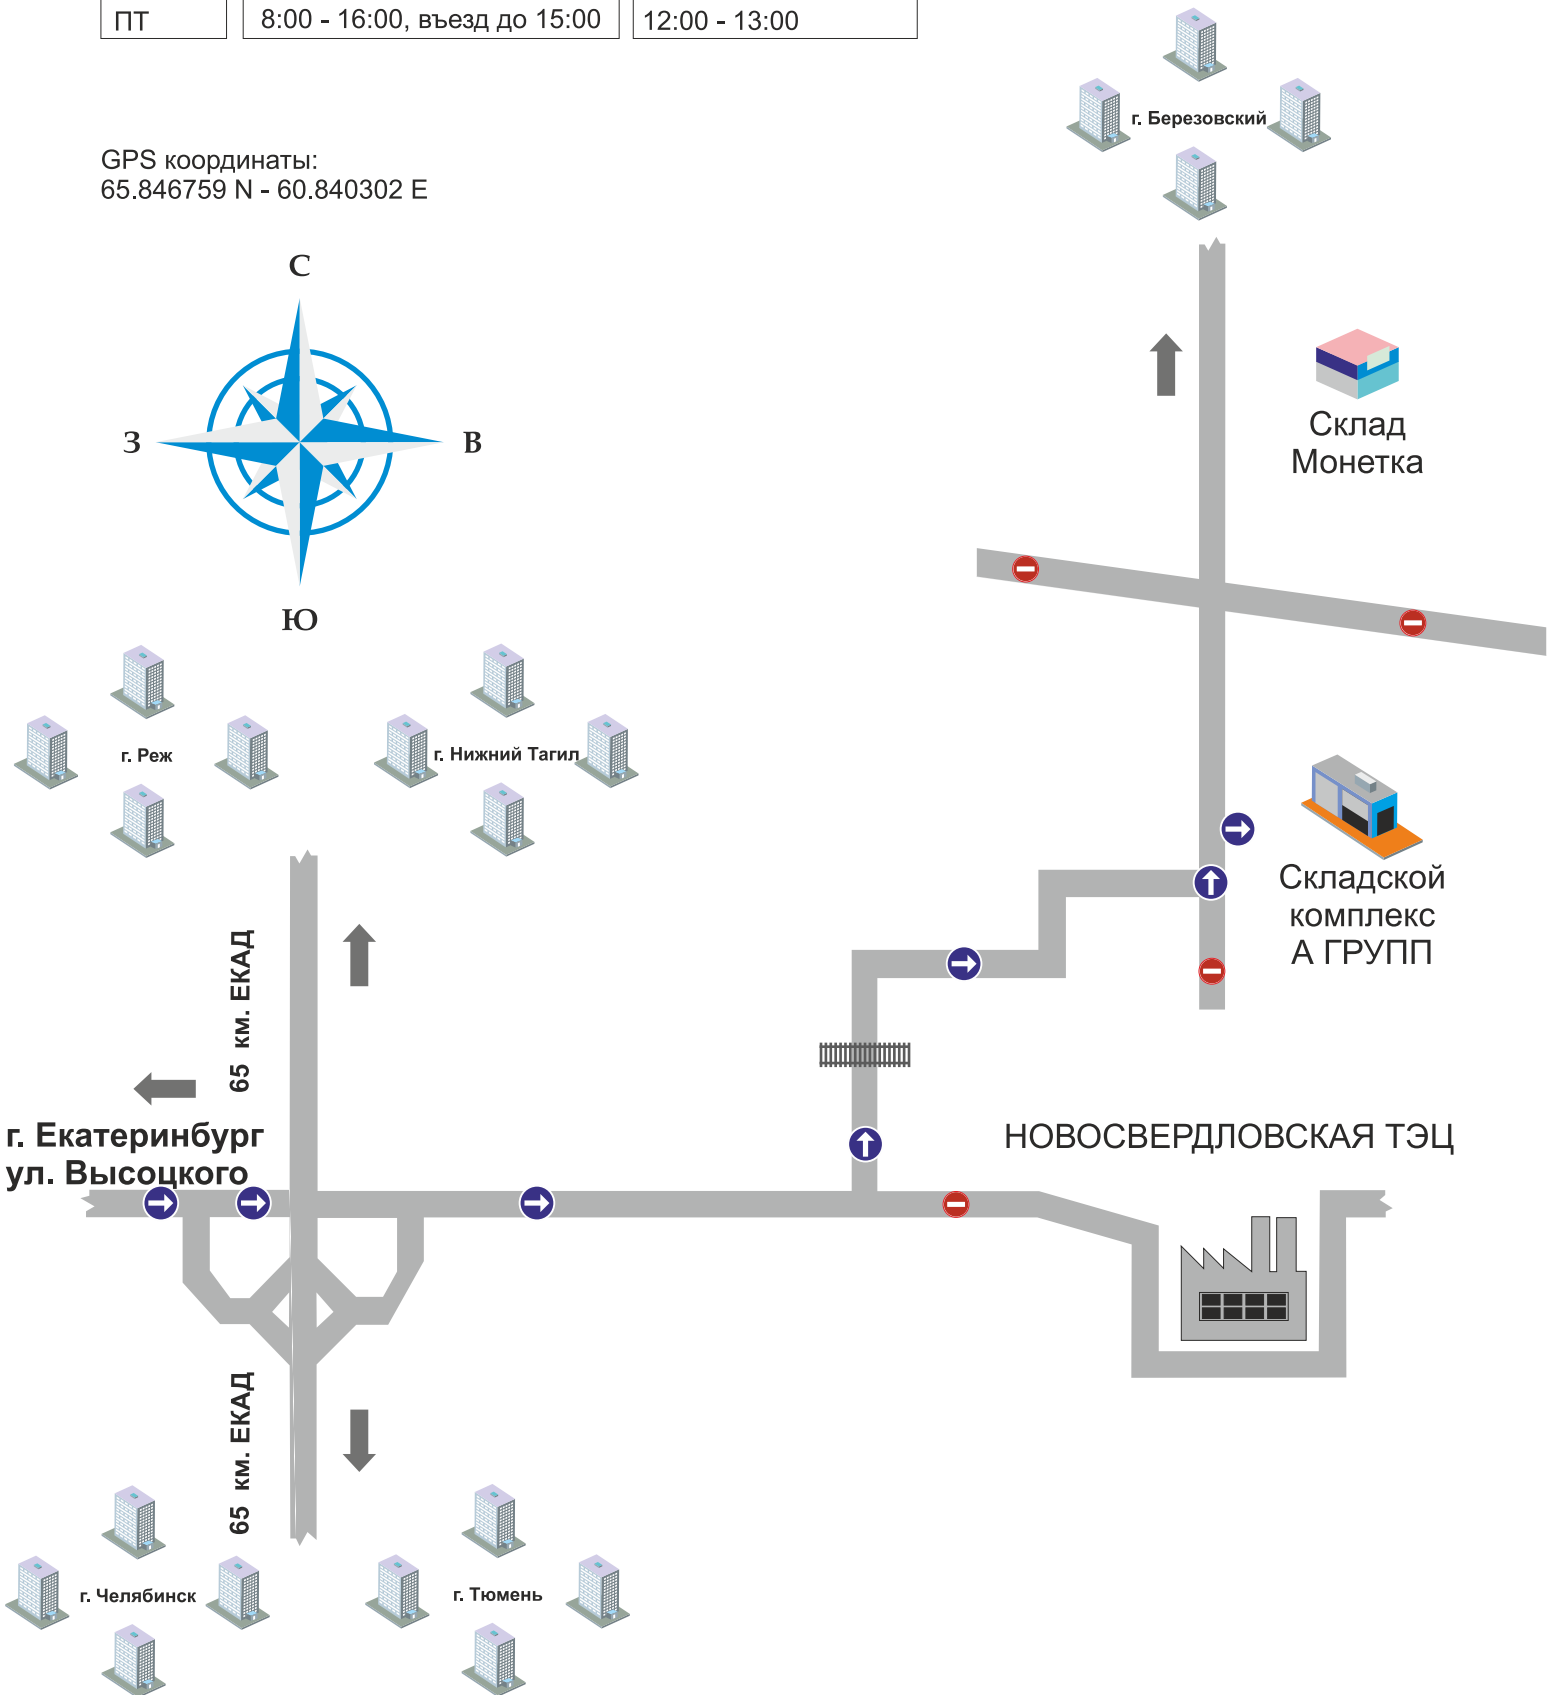 ПТ
8:00 - 16:00, въезд до 15:00
12:00 - 13:00
г. Березовский
GPS координаты:
65.846759 N - 60.840302 E
С
З
В
Ю
Склад
Монетка
г. Реж
г. Нижний Тагил
Складской
комплекс
А ГРУПП
65 км. ЕКАД
г. Екатеринбург
ул. Высоцкого
НОВОСВЕРДЛОВСКАЯ ТЭЦ
65 км. ЕКАД
г. Челябинск
г. Тюмень